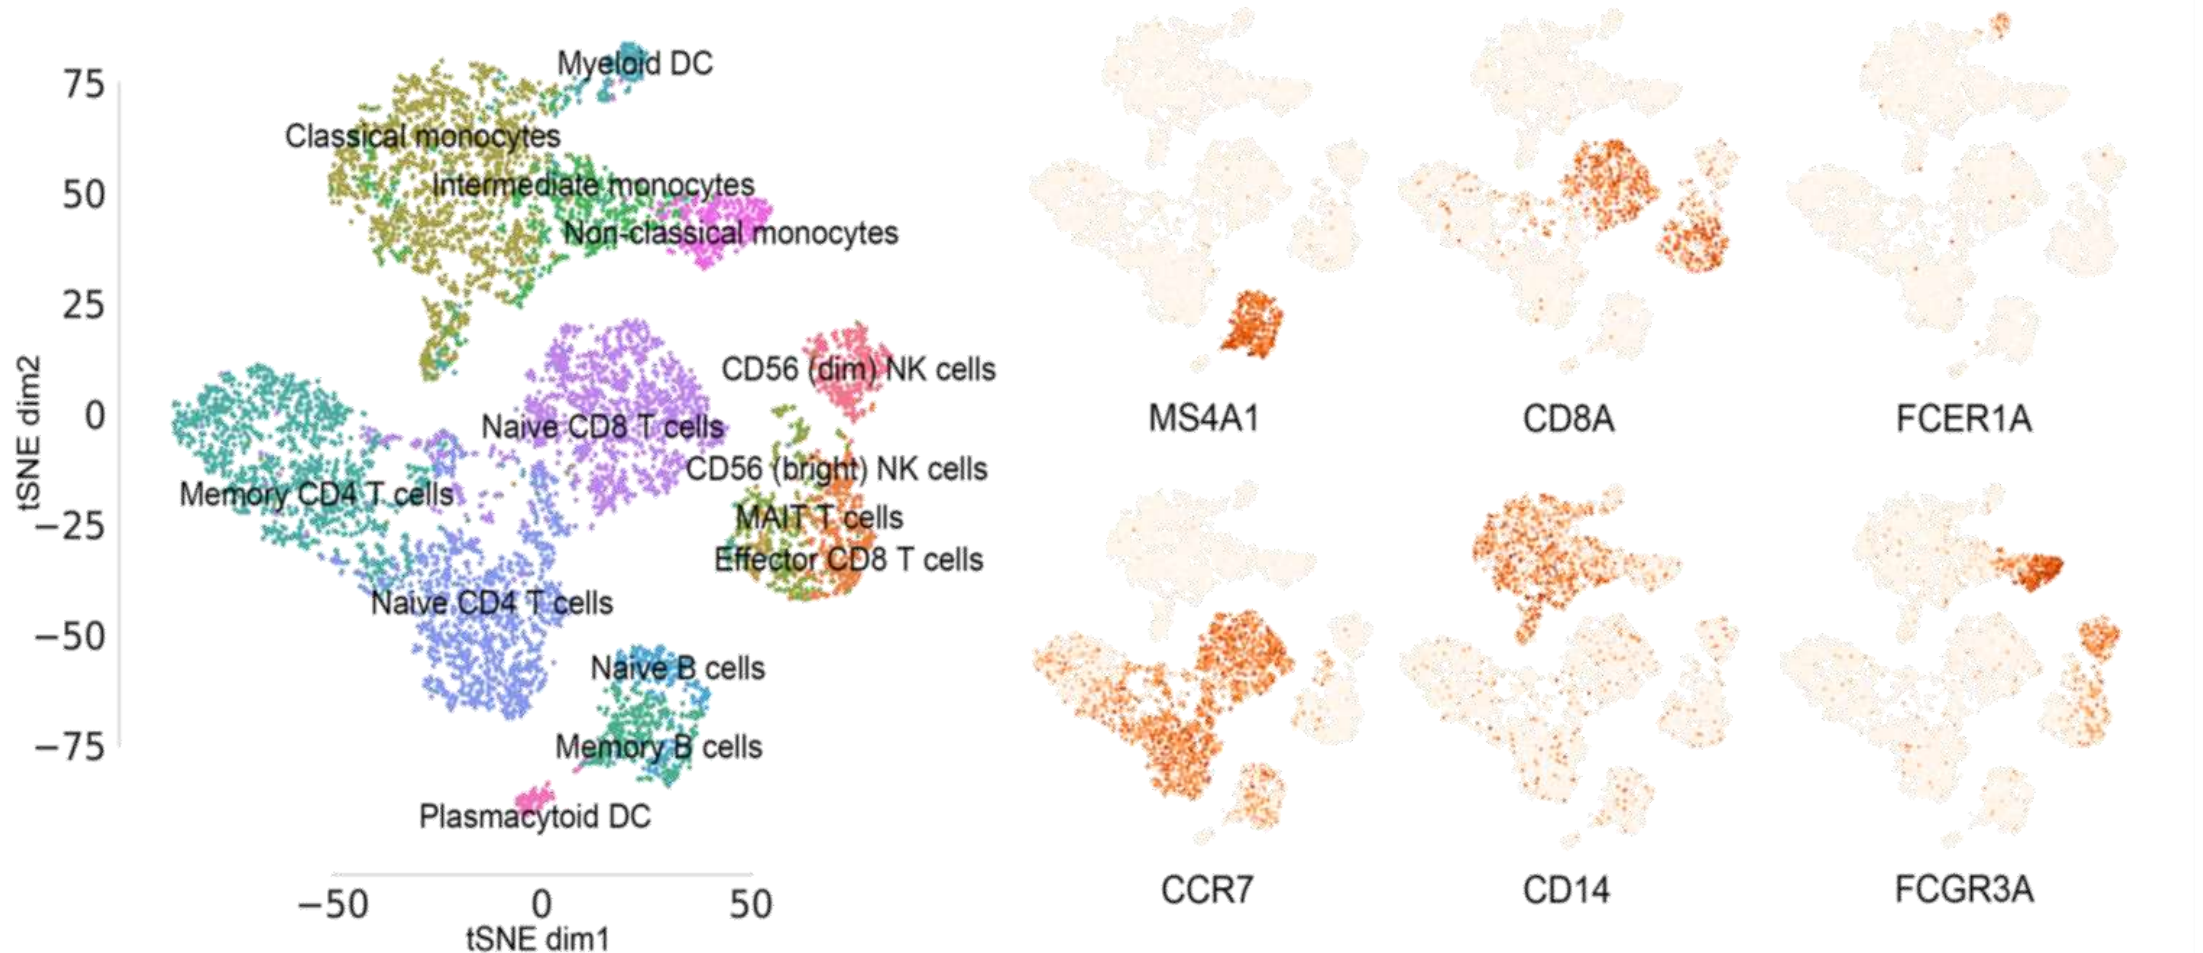 75
50
25
0
−25
−50
−75
tSNE dim2
−50
0
50
tSNE dim1
Myeloid DC
Classical monocytes
Intermediate monocytes
Non-classical monocytes
CD56 (dim) NK cells
Naive CD8 T cells
CD56 (bright) NK cells
Memory CD4 T cells
MAIT T cells
Effector CD8 T cells
Naive CD4 T cells
Naive B cells
Memory B cells
Plasmacytoid DC
MS4A1
CD8A
FCER1A
CCR7
CD14
FCGR3A